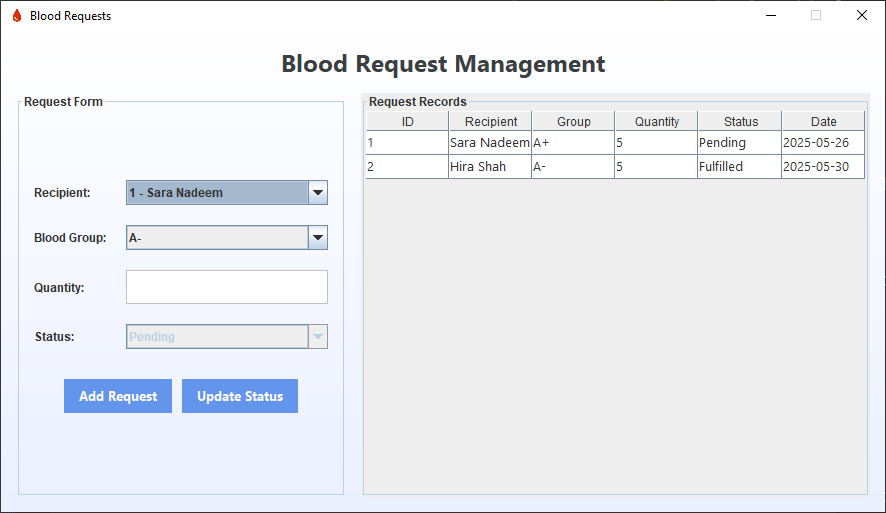 Blood Requests
Blood Request Management
Request Form
Recipient: 1 - Sara Nadeem
Blood Group: A-
Quantity:
Status: Pending
Add Request Update Status
Request Records
ID Recipient Group Quantity Status Date
1 Sara Nadeem A+ 5 Pending 2025-05-26
2 Hira Shah A- 5 Fulfilled 2025-05-30